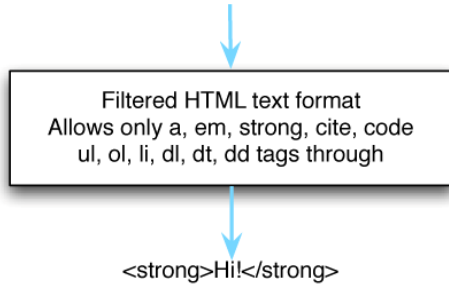 Filtered HTML text format
Allows only a, em, strong, cite, code
ul, ol, li, dl, dt, dd tags through
<strong>Hi!</strong>